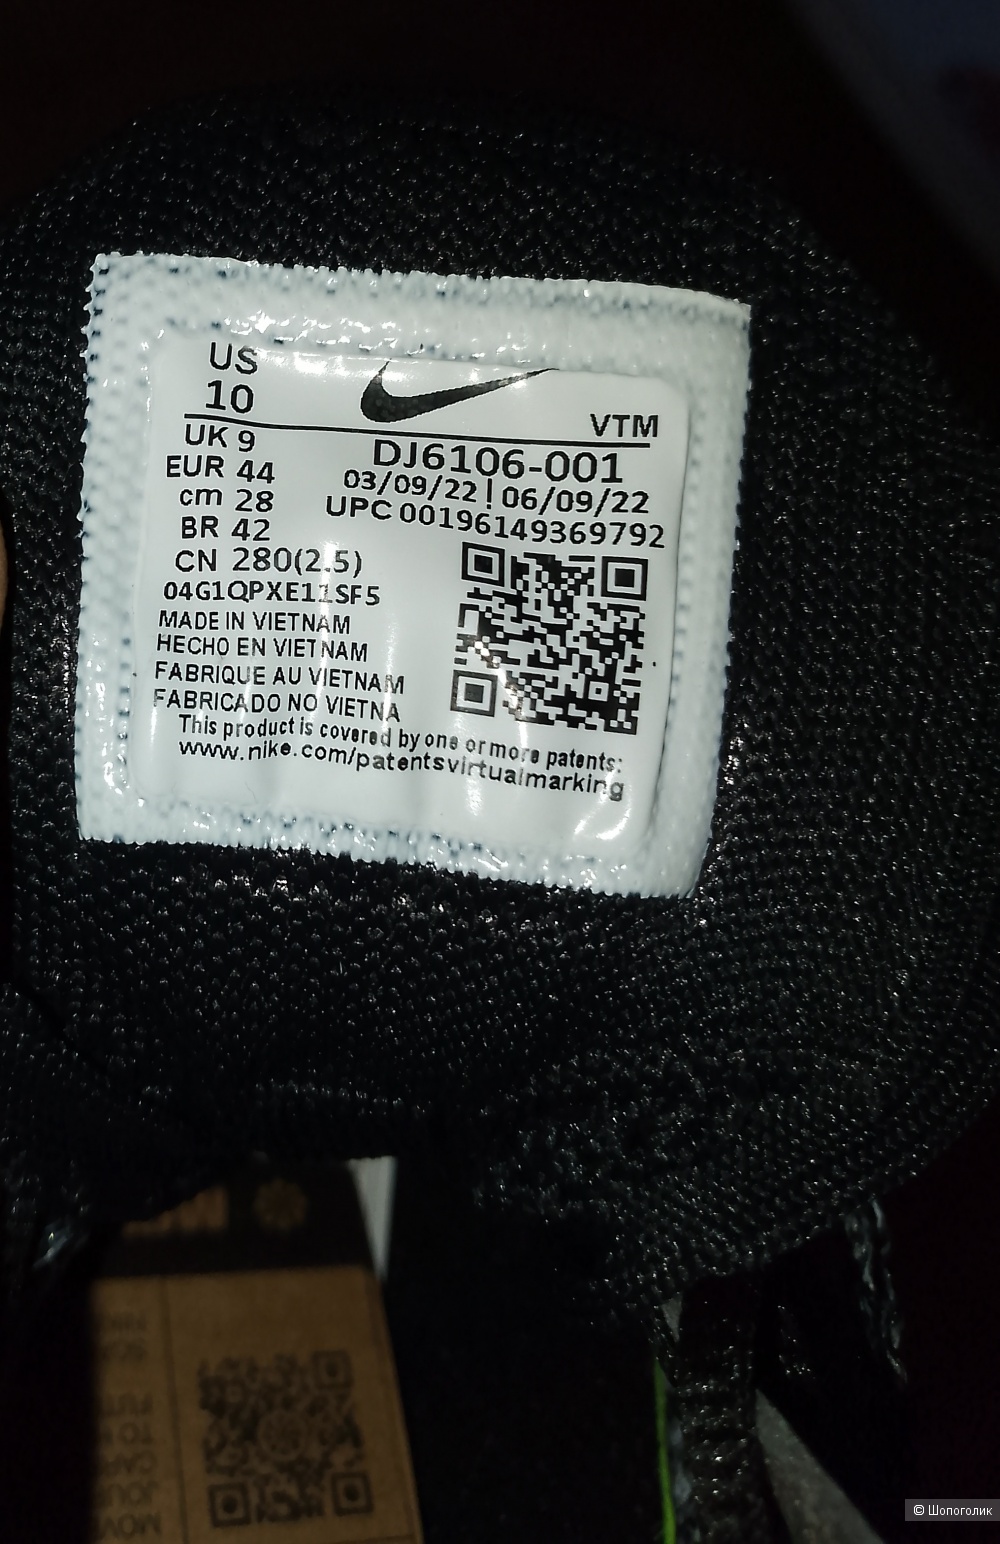 US
10
VTM
UK 9
EUR 44
cm 28
BR 42
CN 280(2.5)
DJ6106-001
03/09/22 | 06/09/22
UPC 00196149369792
04G1QPXE11SF5
MADE IN VIETNAM
HECHO EN VIETNAM
FABRIQUE AU VIETNAM
FABRICADO NO VIETNA
This product is covered by one or more patents:
www.nike.com/patentsvirtualmarking
© Шопоголик